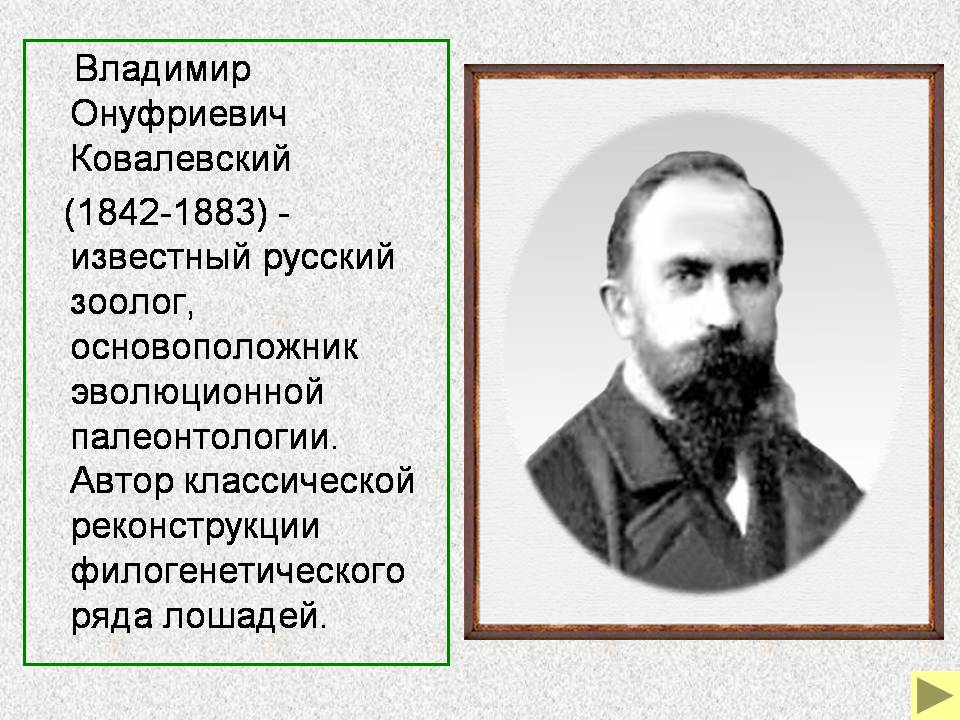 Владимир
Онуфриевич
Ковалевский
(1842-1883) -
известный русский
зоолог,
основоположник
эволюционной
палеонтологии.
Автор классической
реконструкции
филогенетического
ряда лошадей.